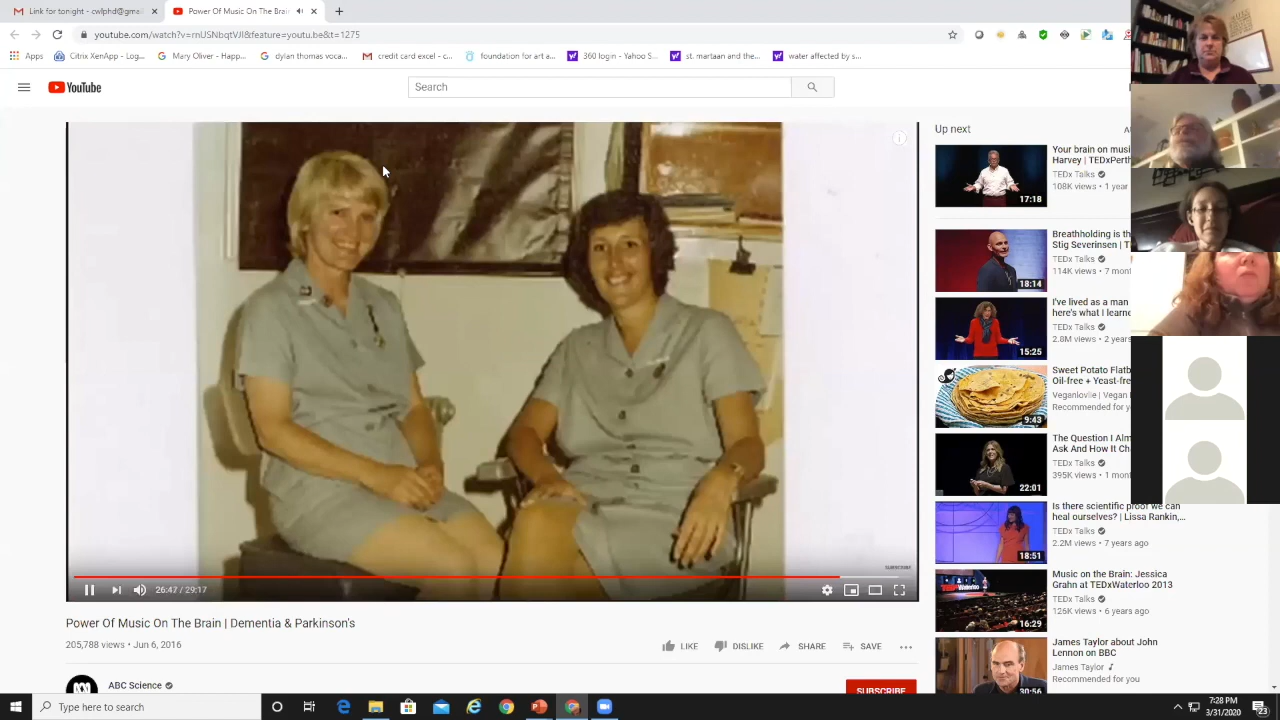 Link for tonight - cwlphd@gmai
Power Of Music On The Brain
youtube.com/watch?v=mUSNbqtVJI&feature=youtu.be&t=1275
Apps
Citrix XenApp - Log...
Mary Oliver - Happ...
dylan thomas voca...
credit card excel - c...
foundation for art a...
360 login - Yahoo S...
st. martaan and the...
water affected by s...
YouTube
Search
Up next
Your brain on musi
Harvey | TEDxPerth
TEDx Talks
108K views • 1 year
17:18
Breathholding is th
Stig Severinsen | T
TEDx Talks
114K views • 7 mont
18:14
I've lived as a man
here's what I learne
TEDx Talks
2.8M views • 2 years
15:25
Sweet Potato Flatb
Oil-free + Yeast-fre
Veganlovlie | Vegan
Recommended for y
9:43
The Question I Alm
Ask And How It Ch
TEDx Talks
395K views • 1 mont
22:01
Is there scientific proof we can
heal ourselves? | Lissa Rankin,...
TEDx Talks
2.2M views • 7 years ago
18:51
Music on the Brain: Jessica
Grahn at TEDxWaterloo 2013
TEDx Talks
126K views • 6 years ago
16:29
James Taylor about John
Lennon on BBC
James Taylor
Recommended for you
30:56
SUBSCRIBE
26:47 / 29:17
Power Of Music On The Brain | Dementia & Parkinson's
205,788 views • Jun 6, 2016
LIKE
DISLIKE
SHARE
SAVE
ABC Science
SUBSCRIBE
Type here to search
7:28 PM
3/31/2020
23